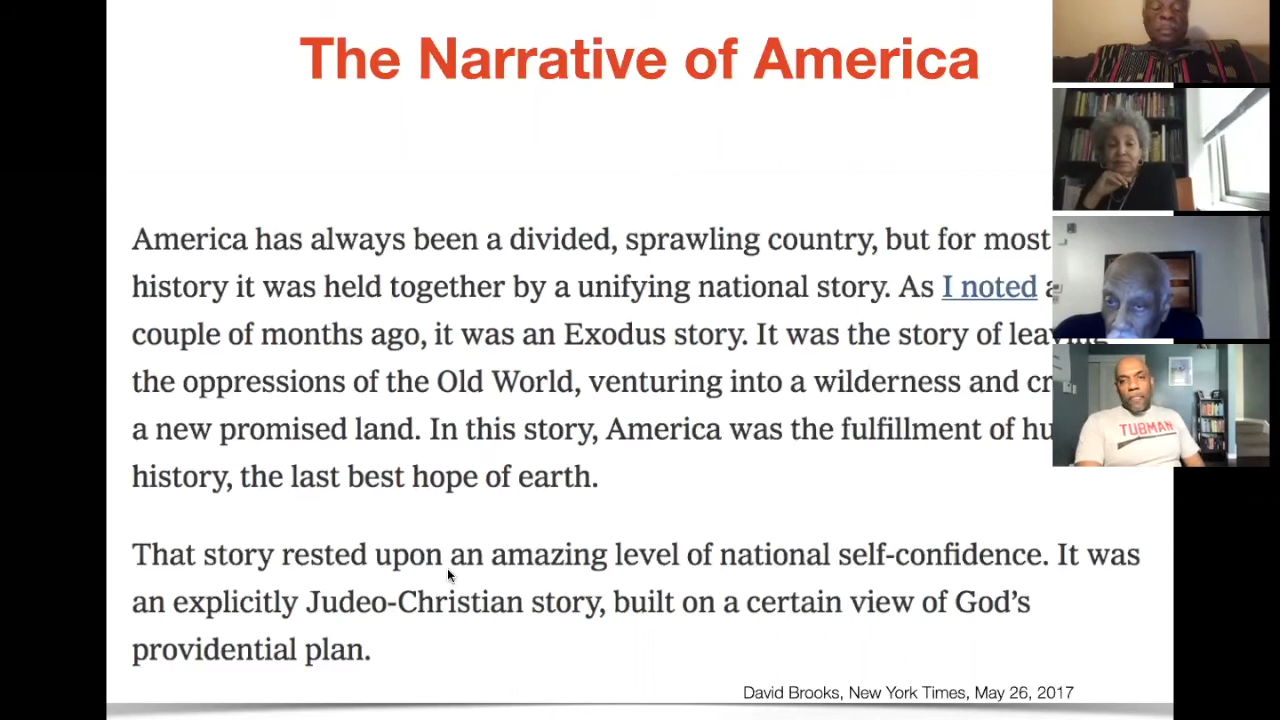 The Narrative of America
America has always been a divided, sprawling country, but for most
history it was held together by a unifying national story. As I noted a
couple of months ago, it was an Exodus story. It was the story of leaving
the oppressions of the Old World, venturing into a wilderness and cr
a new promised land. In this story, America was the fulfillment of hu
history, the last best hope of earth.
TUBMAN
That story rested upon an amazing level of national self-confidence. It was
an explicitly Judeo-Christian story, built on a certain view of God’s
providential plan.
David Brooks, New York Times, May 26, 2017